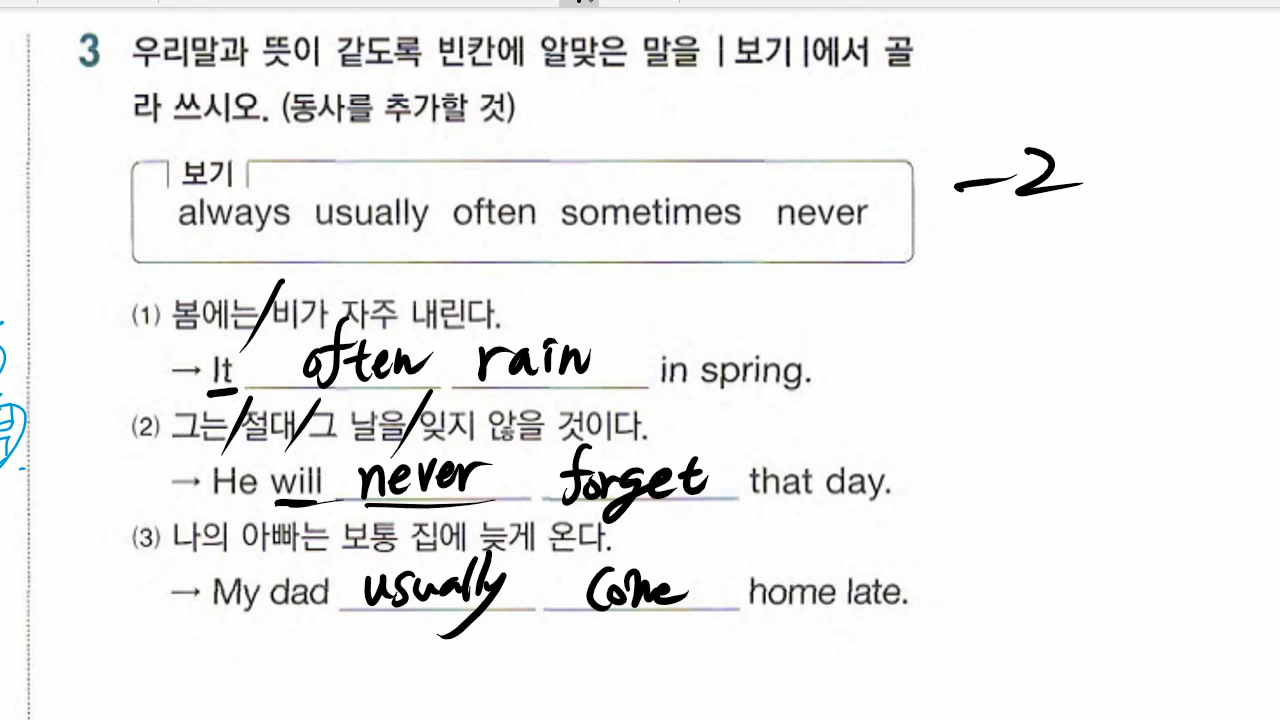 3 우리말과 뜻이 같도록 빈칸에 알맞은 말을 | 보기 |에서 골
라 쓰시오. (동사를 추가할 것)
보기
-2
always usually often sometimes never
(1) 봄에는/비가 자주 내린다.
→ It often rain in spring.
(2) 그는/절대/그 날을/잊지 않을 것이다.
→ He will never forget that day.
(3) 나의 아빠는 보통 집에 늦게 온다.
→ My dad usually come home late.